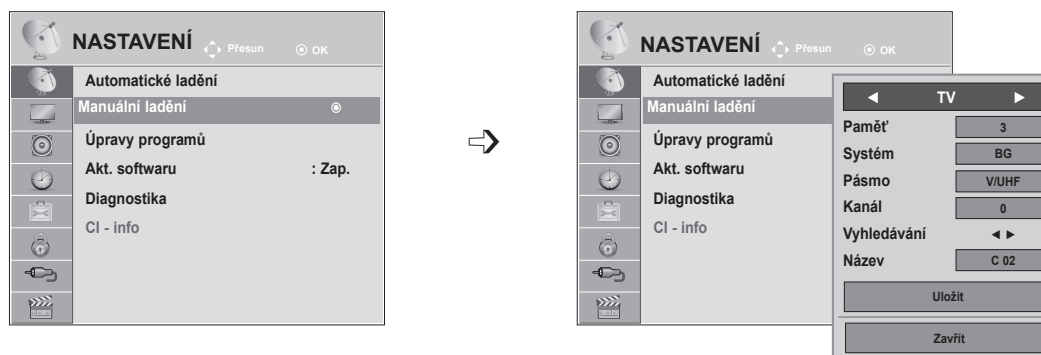 NASTAVENÍ Přesun OK
Automatické ladění
Manuální ladění
Úpravy programů
Akt. softwaru : Zap.
Diagnostika
CI - info
NASTAVENÍ Přesun OK
Automatické ladění
Manuální ladění
Úpravy programů
Akt. softwaru
Diagnostika
CI - info
◄ TV ►
Paměť 3
Systém BG
Pásmo V/UHF
Kanál 0
Vyhledávání ◄ ►
Název C 02
Uložit
Zavřít